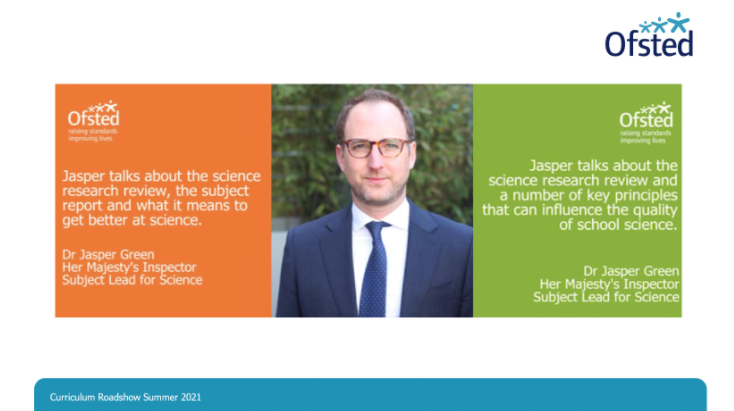 Ofsted
Ofsted
raising standards
improving lives
Jasper talks about the science
research review, the subject
report and what it means to
get better at science.
Dr Jasper Green
Her Majesty's Inspector
Subject Lead for Science
Ofsted
raising standards
improving lives
Jasper talks about the
science research review and
a number of key principles
that can influence the quality
of school science.
Dr Jasper Green
Her Majesty's Inspector
Subject Lead for Science
Curriculum Roadshow Summer 2021